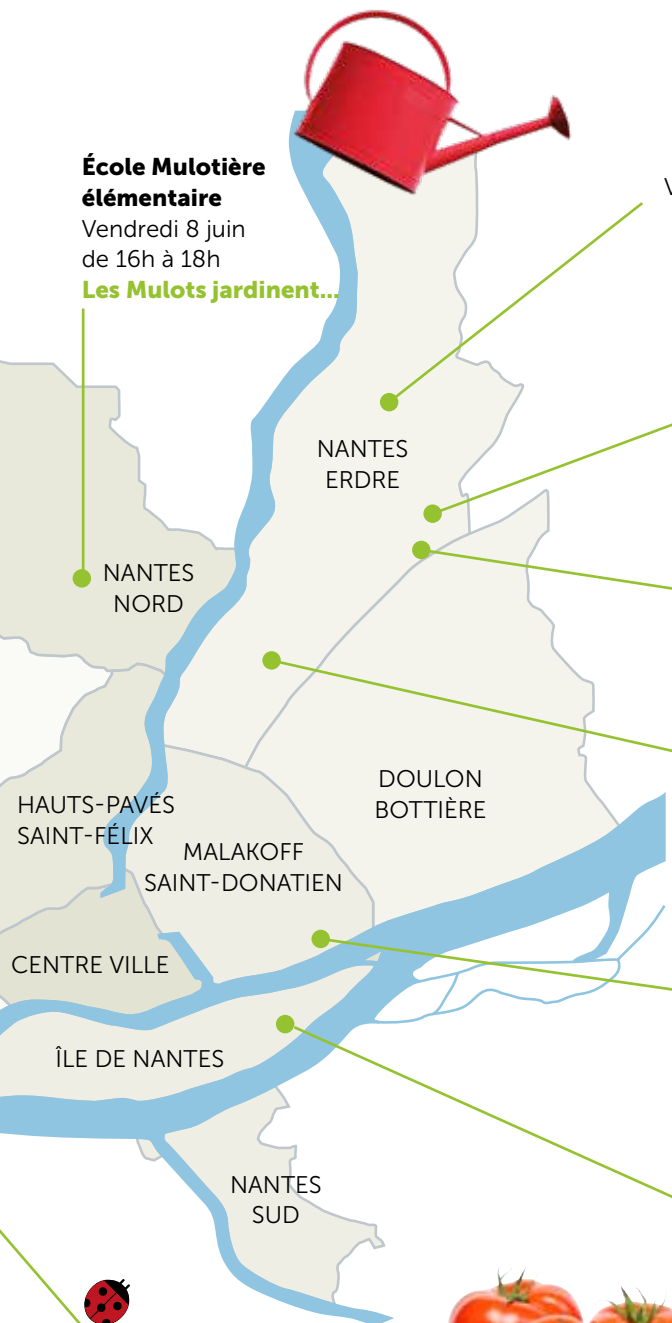 École Mulotière
élémentaire
Vendredi 8 juin
de 16h à 18h
Les Mulots jardinent...
V
NANTES
ERDRE
NANTES
NORD
DOULON
BOTTIÈRE
HAUTS-PAVÉS
SAINT-FÉLIX
MALAKOFF
SAINT-DONATIEN
CENTRE VILLE
ÎLE DE NANTES
NANTES
SUD